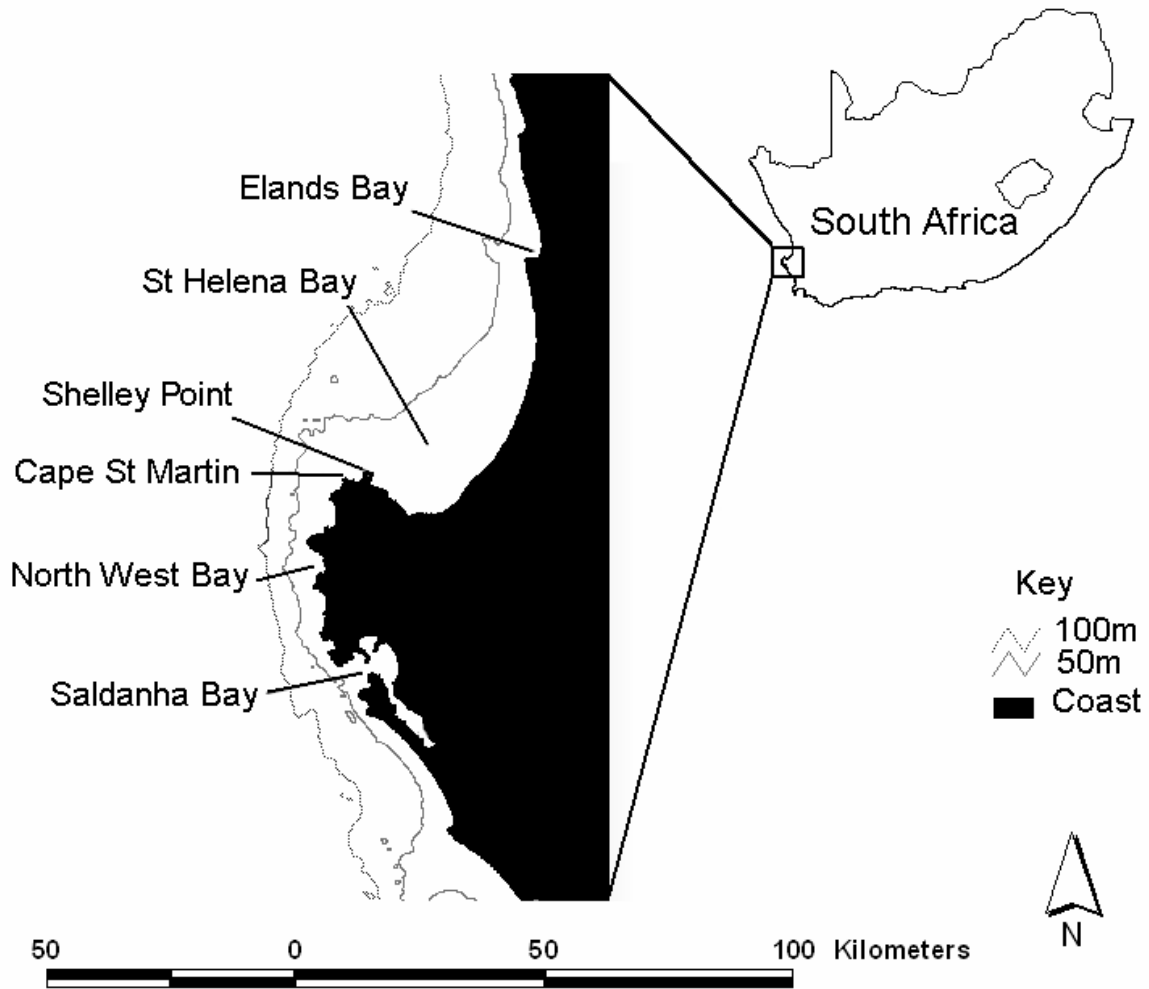 Elands Bay
South Africa
St Helena Bay
Shelley Point
Cape St Martin
North West Bay
Saldanha Bay
Key
100m
50m
Coast
N
50 0 50 100 Kilometers